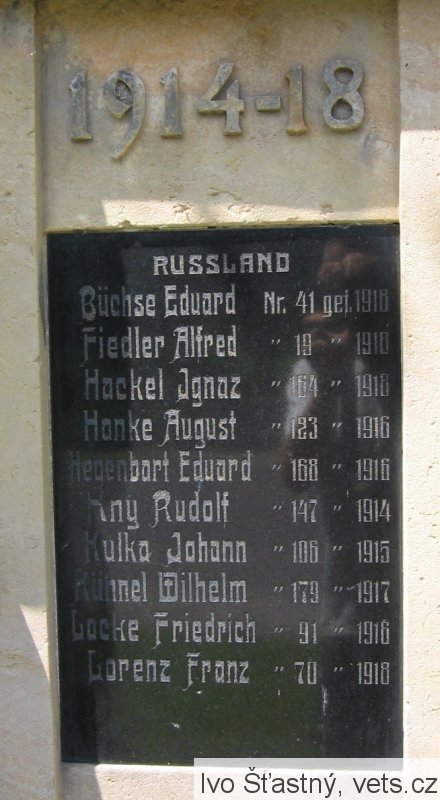 1914-18
RUSSLAND
Büchse Eduard Nr. 41 gef. 1918
Fiedler Alfred " 19 " 1918
Hackel Ignaz " 164 " 1918
Hanke August " 123 " 1916
Hegenbart Eduard " 168 " 1916
Kny Rudolf " 147 " 1914
Kulka Johann " 106 " 1915
Kühnel Wilhelm " 179 " 1917
Locke Friedrich " 91 " 1916
Lorenz Franz " 70 " 1918
Ivo Šťastný, vets.cz